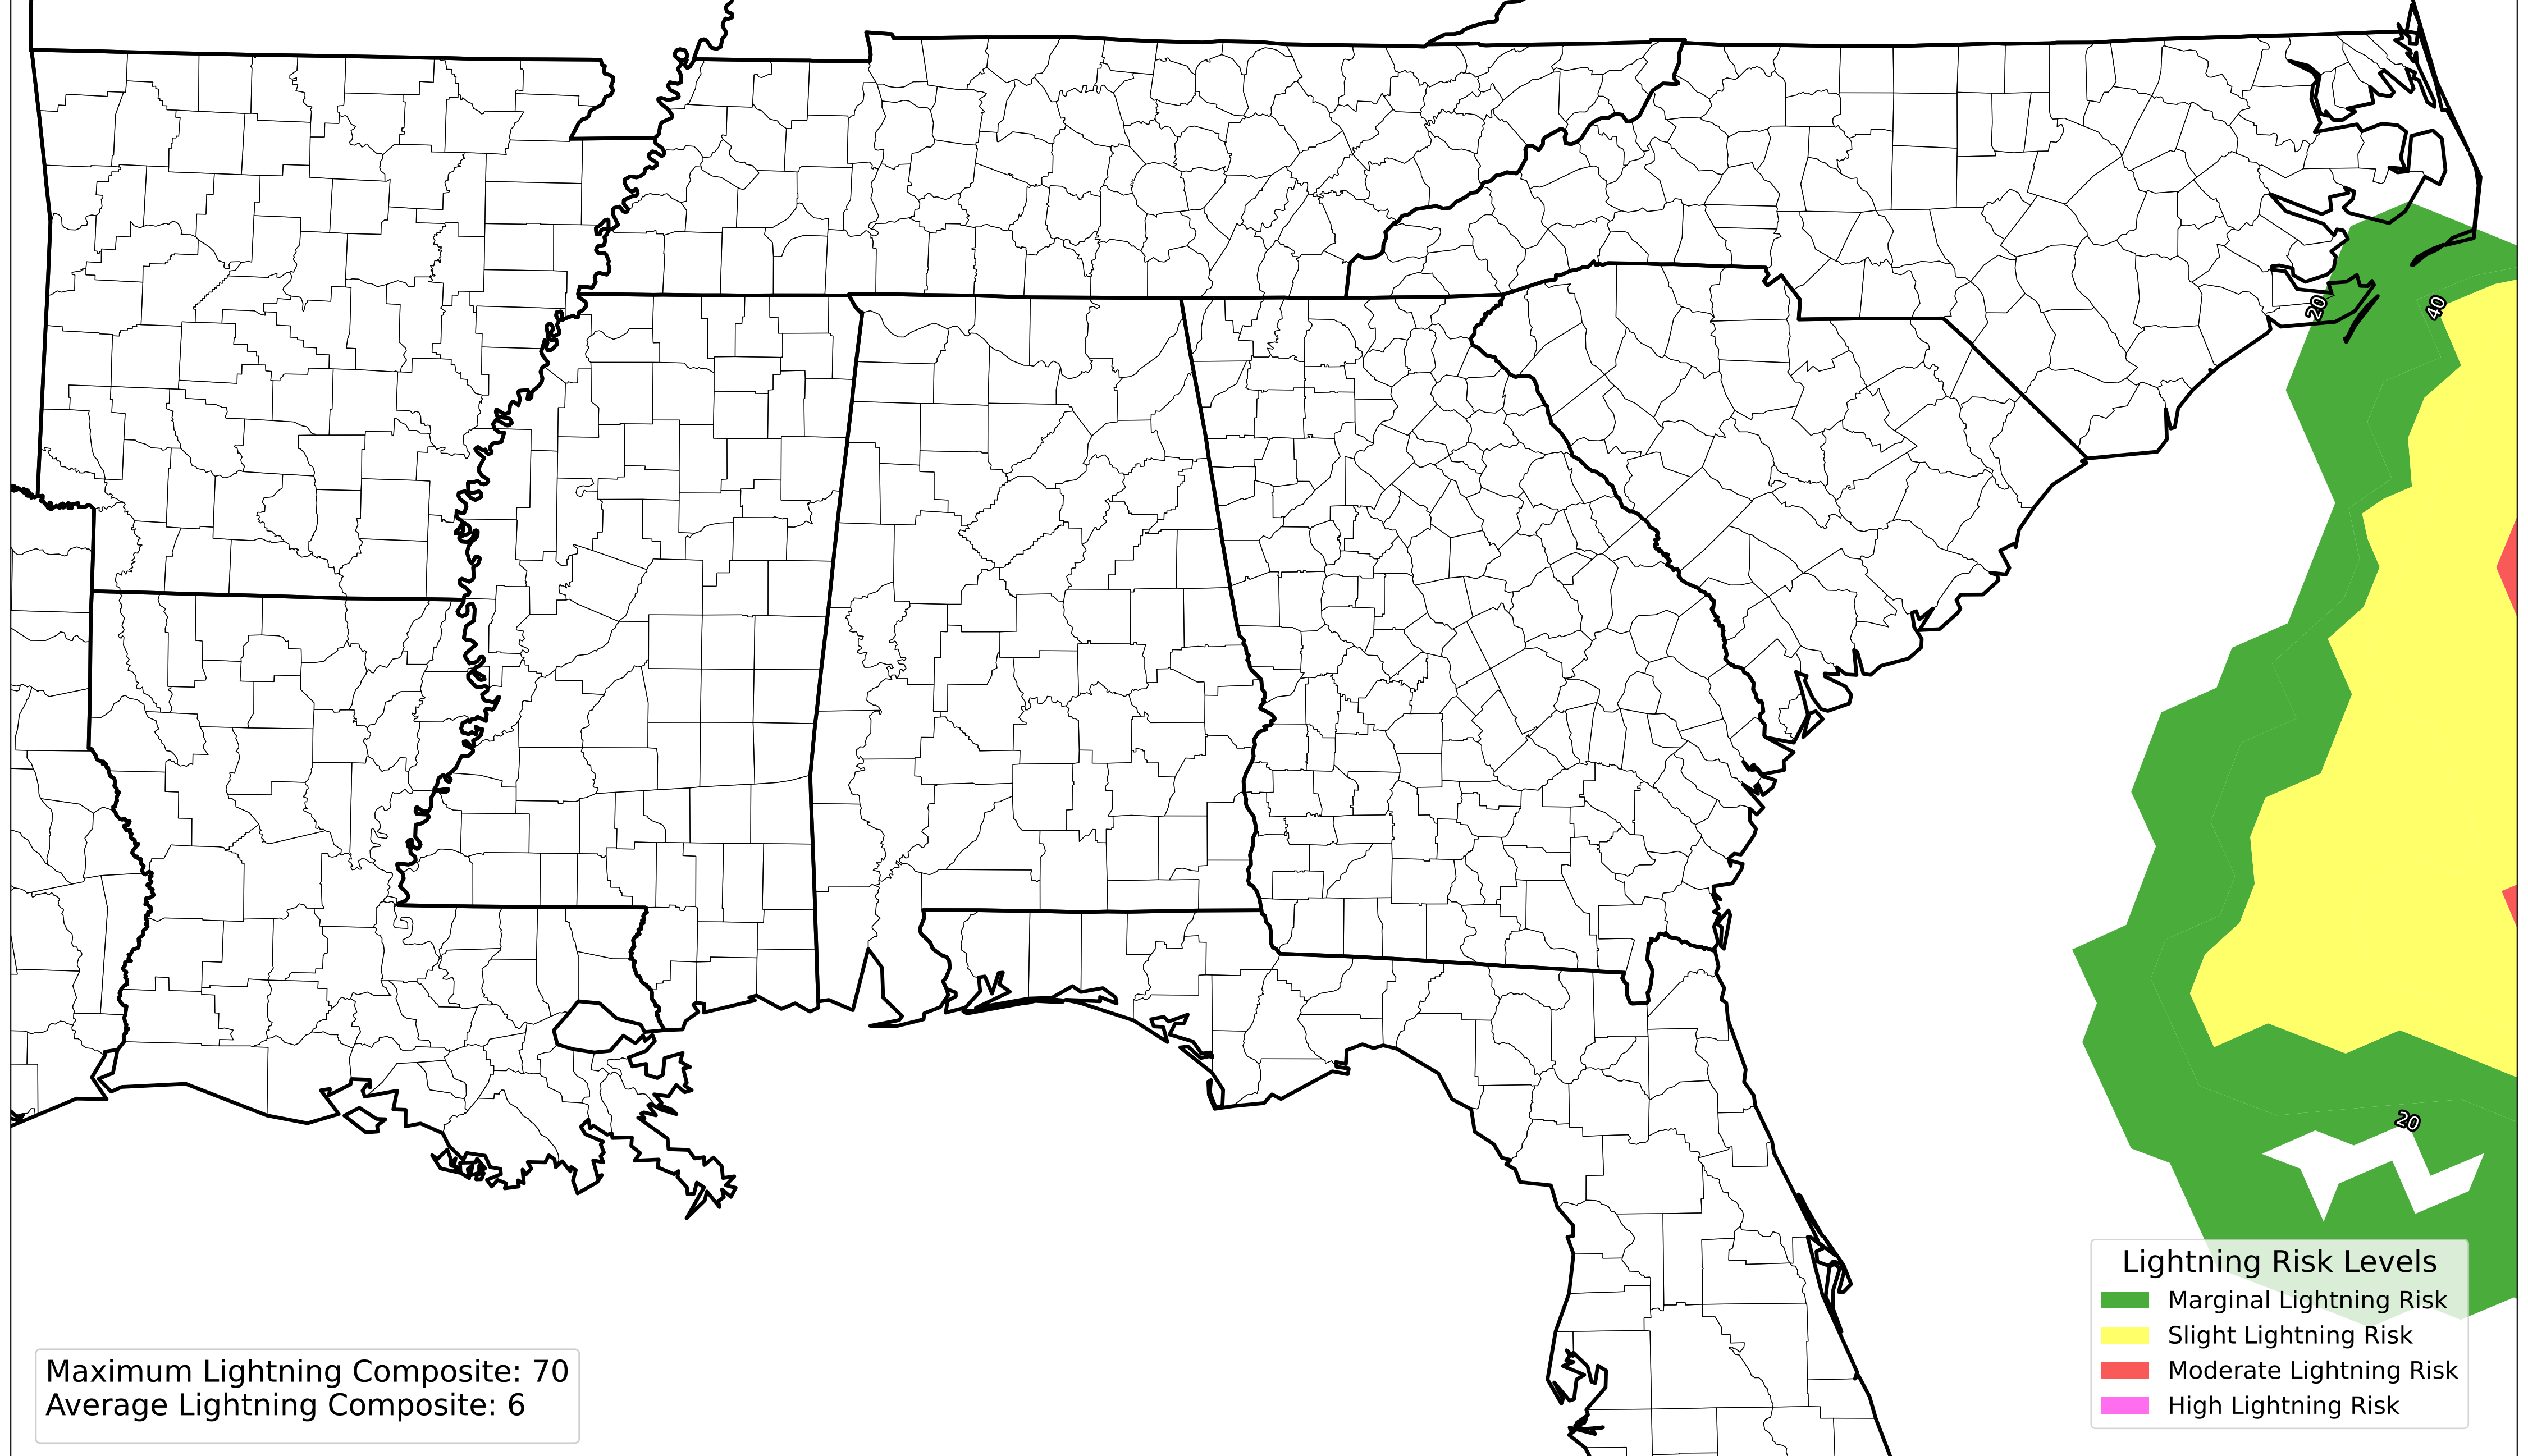 20
40
20
Lightning Risk Levels
Marginal Lightning Risk
Slight Lightning Risk
Moderate Lightning Risk
High Lightning Risk
Maximum Lightning Composite: 70
Average Lightning Composite: 6